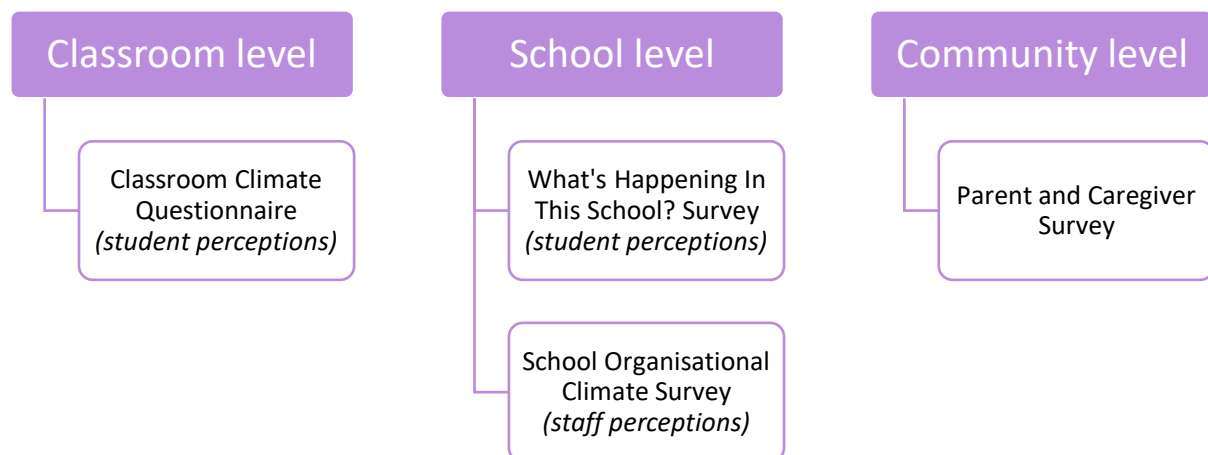 Classroom level
Classroom Climate
Questionnaire
(student perceptions)
School level
What's Happening In
This School? Survey
(student perceptions)
School Organisational
Climate Survey
(staff perceptions)
Community level
Parent and Caregiver
Survey